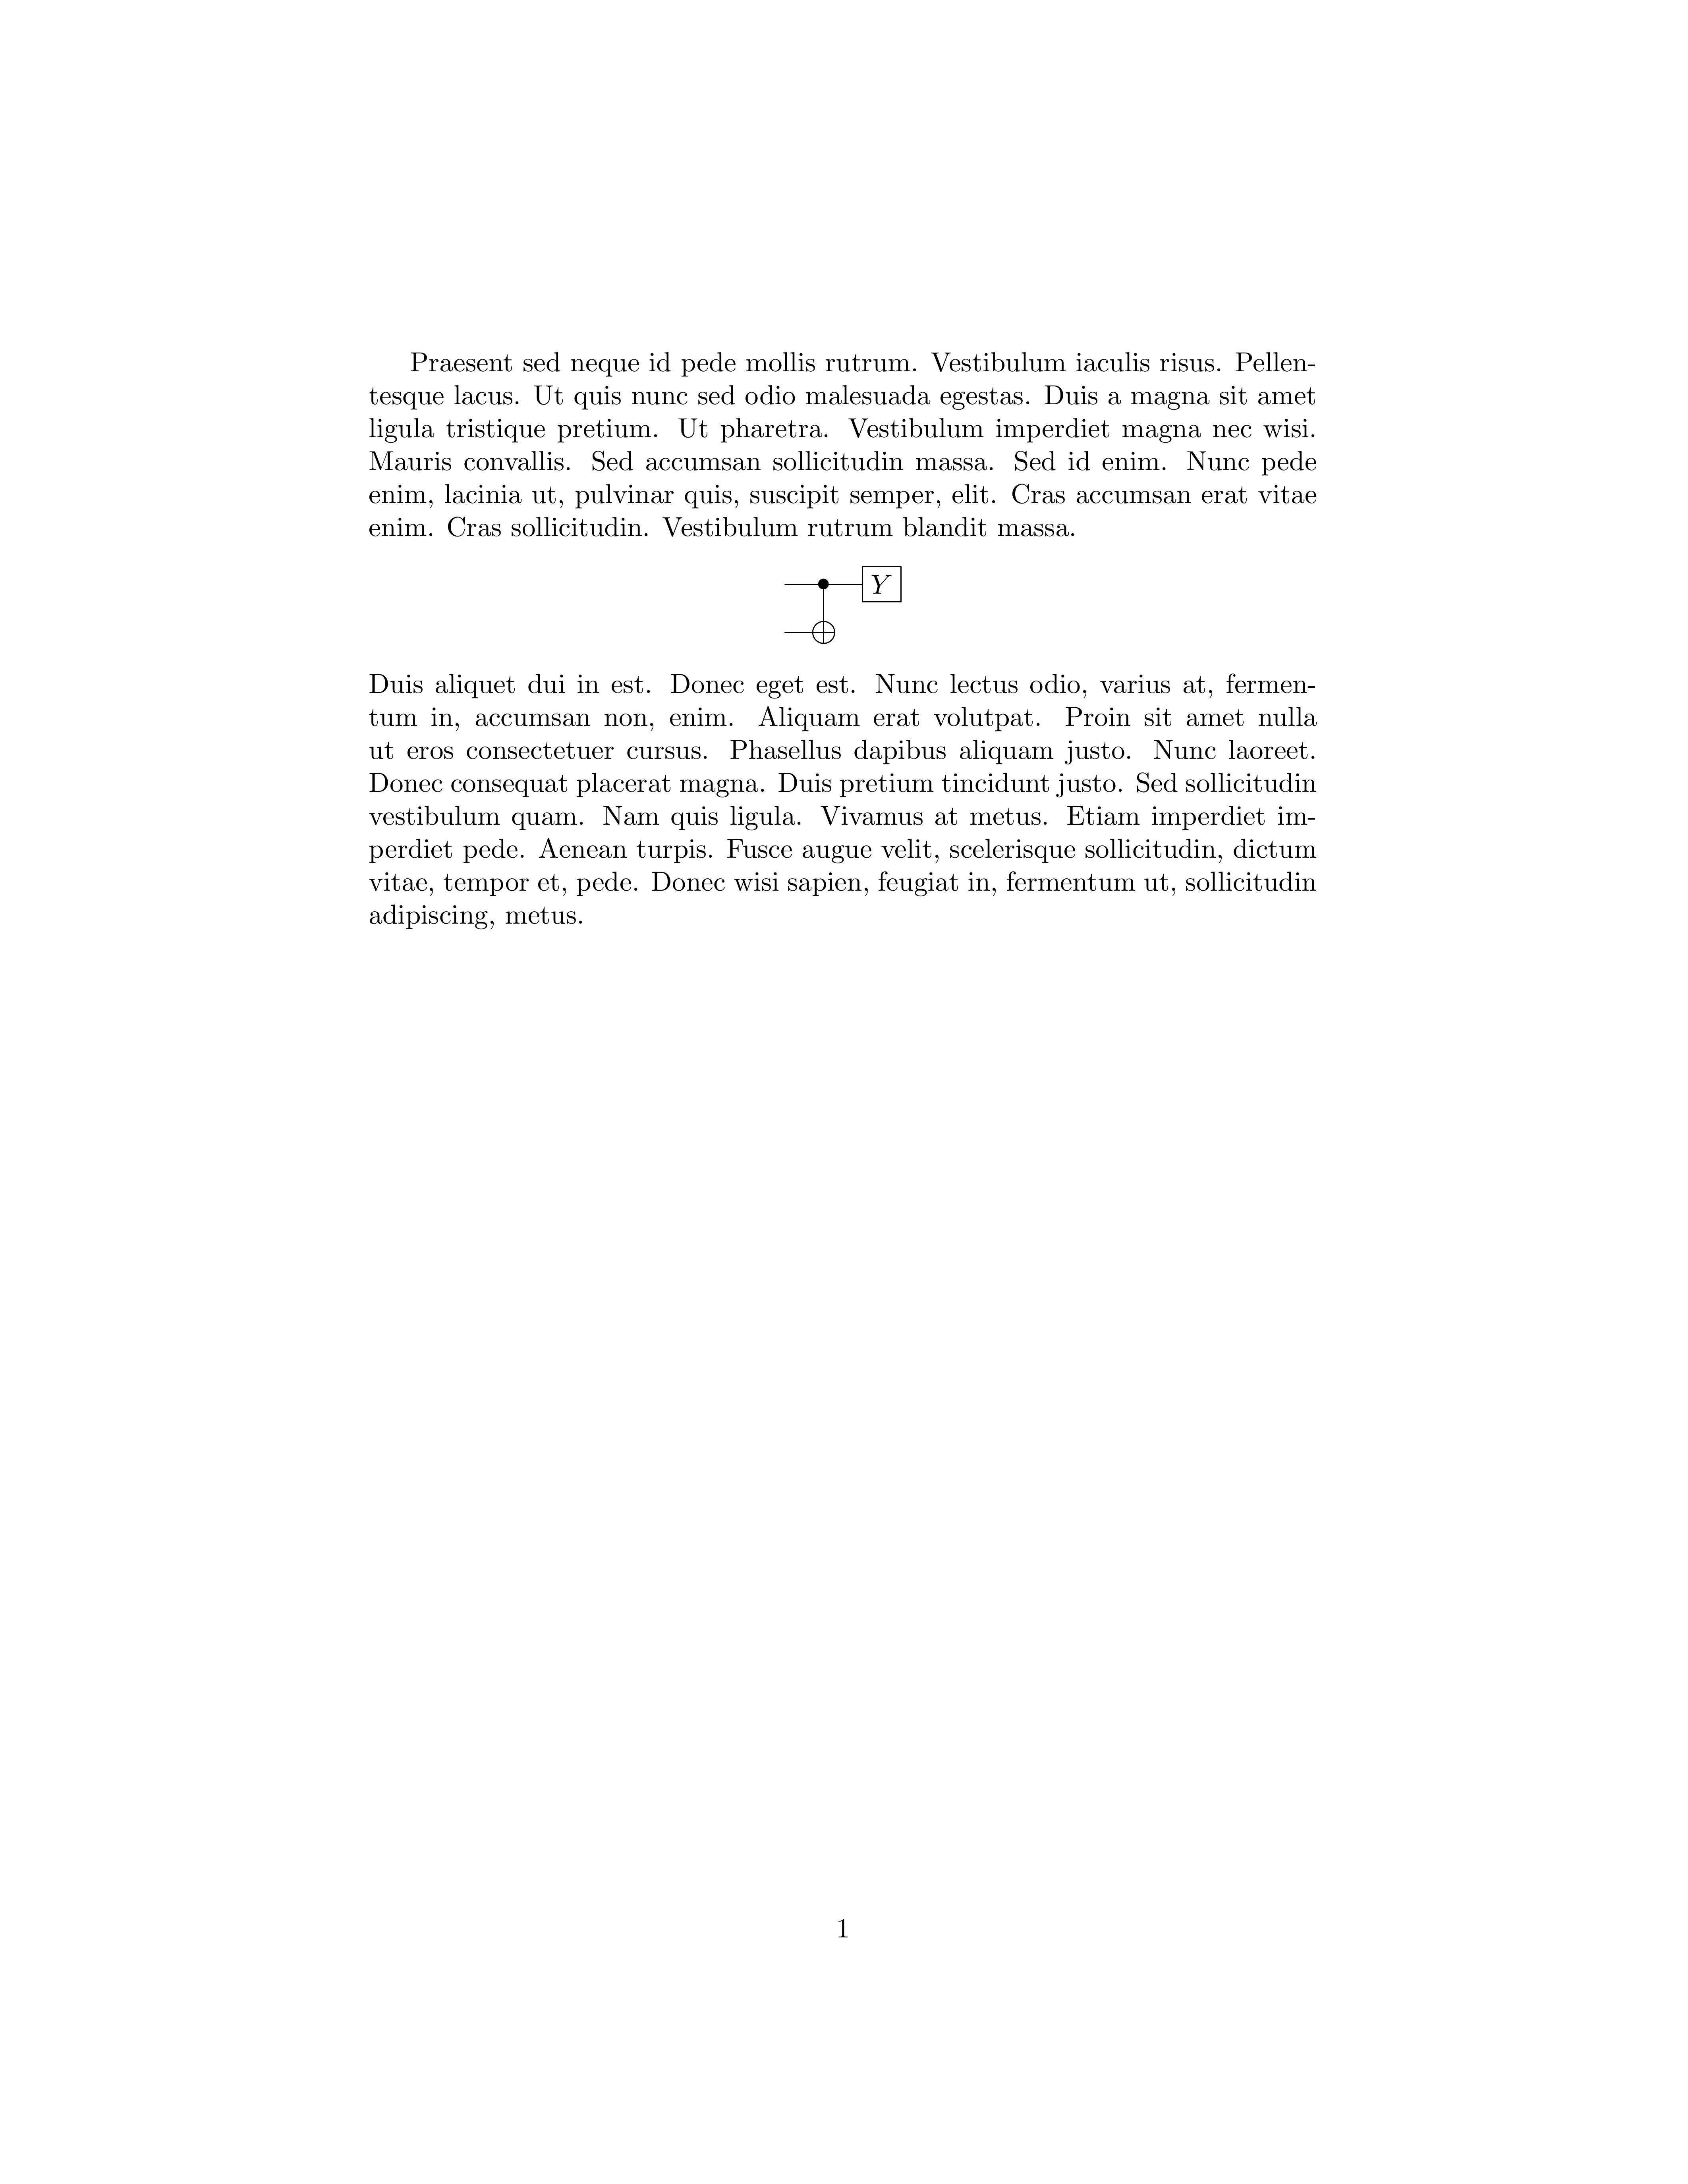 Praesent sed neque id pede mollis rutrum. Vestibulum iaculis risus. Pellen-
tesque lacus. Ut quis nunc sed odio malesuada egestas. Duis a magna sit amet
ligula tristique pretium. Ut pharetra. Vestibulum imperdiet magna nec wisi.
Mauris convallis. Sed accumsan sollicitudin massa. Sed id enim. Nunc pede
enim, lacinia ut, pulvinar quis, suscipit semper, elit. Cras accumsan erat vitae
enim. Cras sollicitudin. Vestibulum rutrum blandit massa.
Y
Duis aliquet dui in est. Donec eget est. Nunc lectus odio, varius at, fermen-
tum in, accumsan non, enim. Aliquam erat volutpat. Proin sit amet nulla
ut eros consectetuer cursus. Phasellus dapibus aliquam justo. Nunc laoreet.
Donec consequat placerat magna. Duis pretium tincidunt justo. Sed sollicitudin
vestibulum quam. Nam quis ligula. Vivamus at metus. Etiam imperdiet im-
perdiet pede. Aenean turpis. Fusce augue velit, scelerisque sollicitudin, dictum
vitae, tempor et, pede. Donec wisi sapien, feugiat in, fermentum ut, sollicitudin
adipiscing, metus.
1